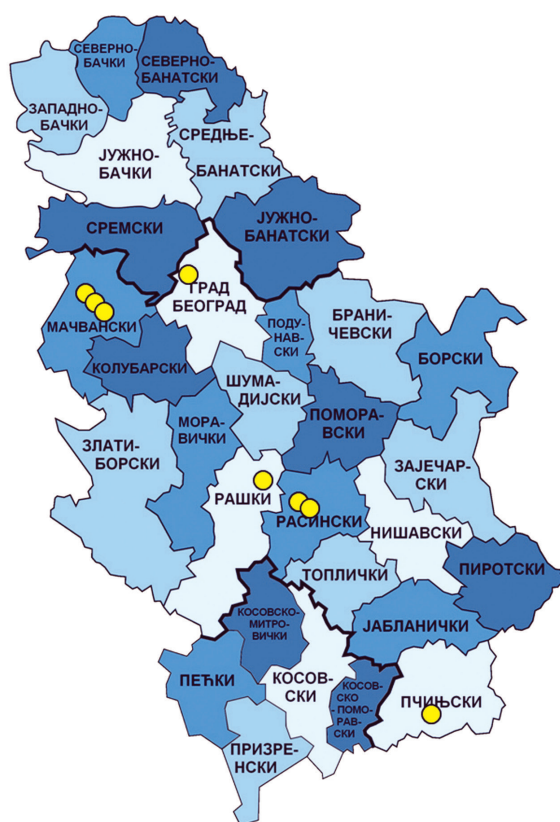 СЕВЕРНО-
БАЧКИ
СЕВЕРНО-
БАНАТСКИ
ЗАПАДНО-
БАЧКИ
ЈУЖНО-
БАЧКИ
СРЕДЊЕ-
БАНАТСКИ
СРЕМСКИ
ЈУЖНО-
БАНАТСКИ
ГРАД
БЕОГРАД
МАЧВАНСКИ
ПОДУ-
НАВ-
СКИ
БРАНИ-
ЧЕВСКИ
БОРСКИ
КОЛУБАРСКИ
ШУМА-
ДИЈСКИ
ПОМОРА-
ВСКИ
МОРА-
ВИЧКИ
ЗЛАТИ-
БОРСКИ
ЗАЈЕЧАР-
СКИ
РАШКИ
РАСИНСКИ
НИШАВСКИ
ПИРОТСКИ
ТОПЛИЧКИ
КОСОВСКО-
МИТРО-
ВИЧКИ
ЈАБЛАНИЧКИ
ПЕЋКИ
КОСОВ-
СКИ
КОСОВ-
СКО
- ПОМО-
РАВ-
СКИ
ПЧИЊСКИ
ПРИЗРЕ-
НСКИ